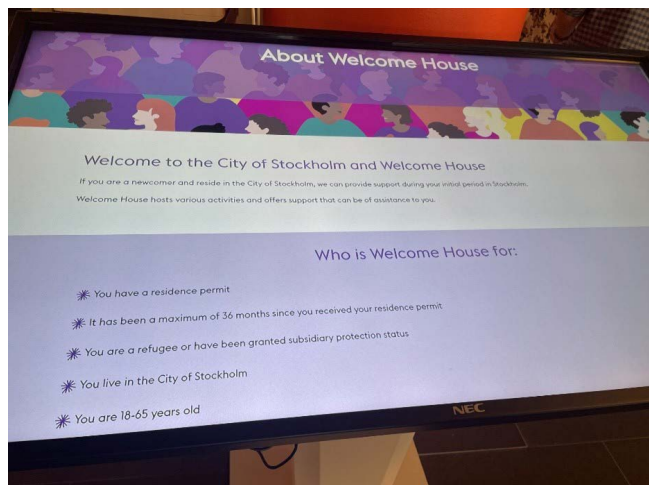 About Welcome House
Welcome to the City of Stockholm and Welcome House
If you are a newcomer and reside in the City of Stockholm, we can provide support during your initial period in Stockholm.
Welcome House hosts various activities and offers support that can be of assistance to you.
Who is Welcome House for:
You have a residence permit
It has been a maximum of 36 months since you received your residence permit
You are a refugee or have been granted subsidiary protection status
You live in the City of Stockholm
You are 18-65 years old
NEC